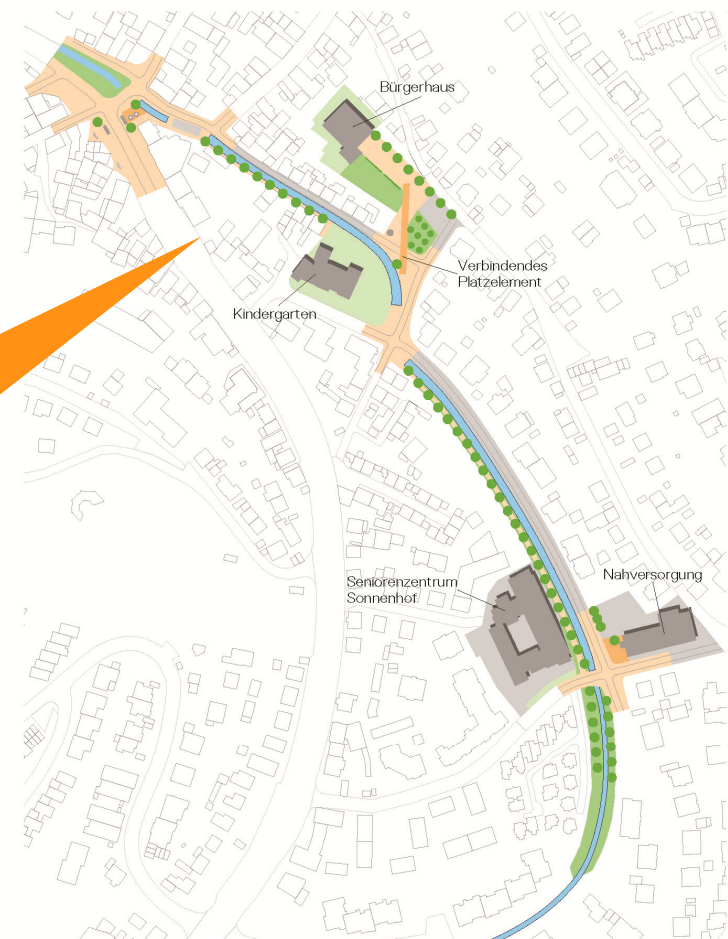 Bürgerhaus
Verbindendes
Platzelement
Kindergarten
Seniorenzentrum
Sonnenhof
Nahversorgung